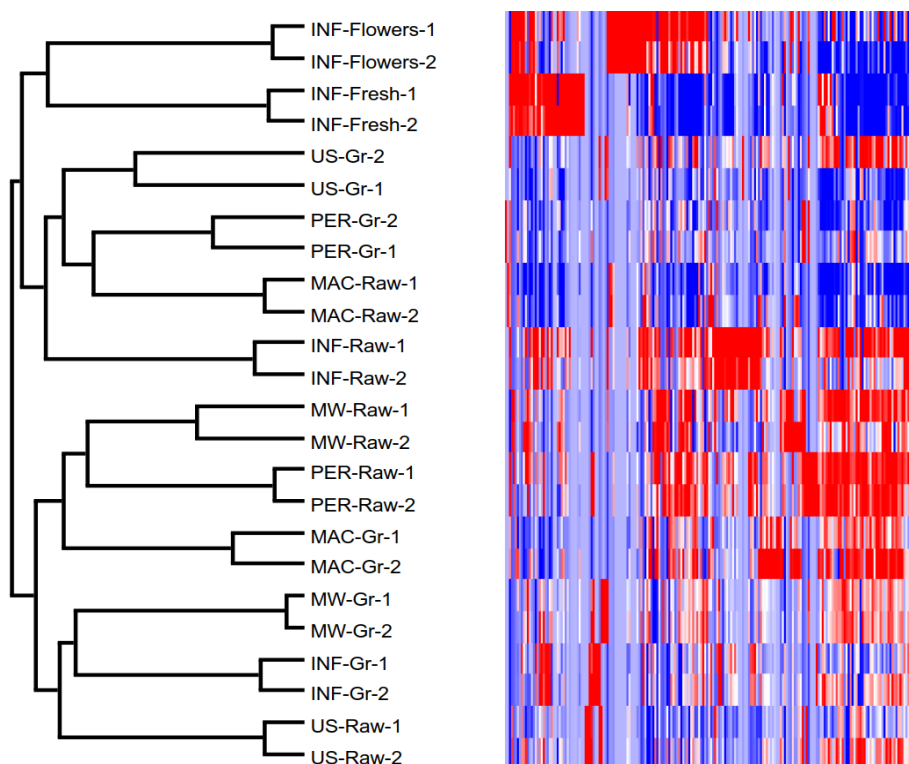 INF-Flowers-1
INF-Flowers-2
INF-Fresh-1
INF-Fresh-2
US-Gr-2
US-Gr-1
PER-Gr-2
PER-Gr-1
MAC-Raw-1
MAC-Raw-2
INF-Raw-1
INF-Raw-2
MW-Raw-1
MW-Raw-2
PER-Raw-1
PER-Raw-2
MAC-Gr-1
MAC-Gr-2
MW-Gr-1
MW-Gr-2
INF-Gr-1
INF-Gr-2
US-Raw-1
US-Raw-2